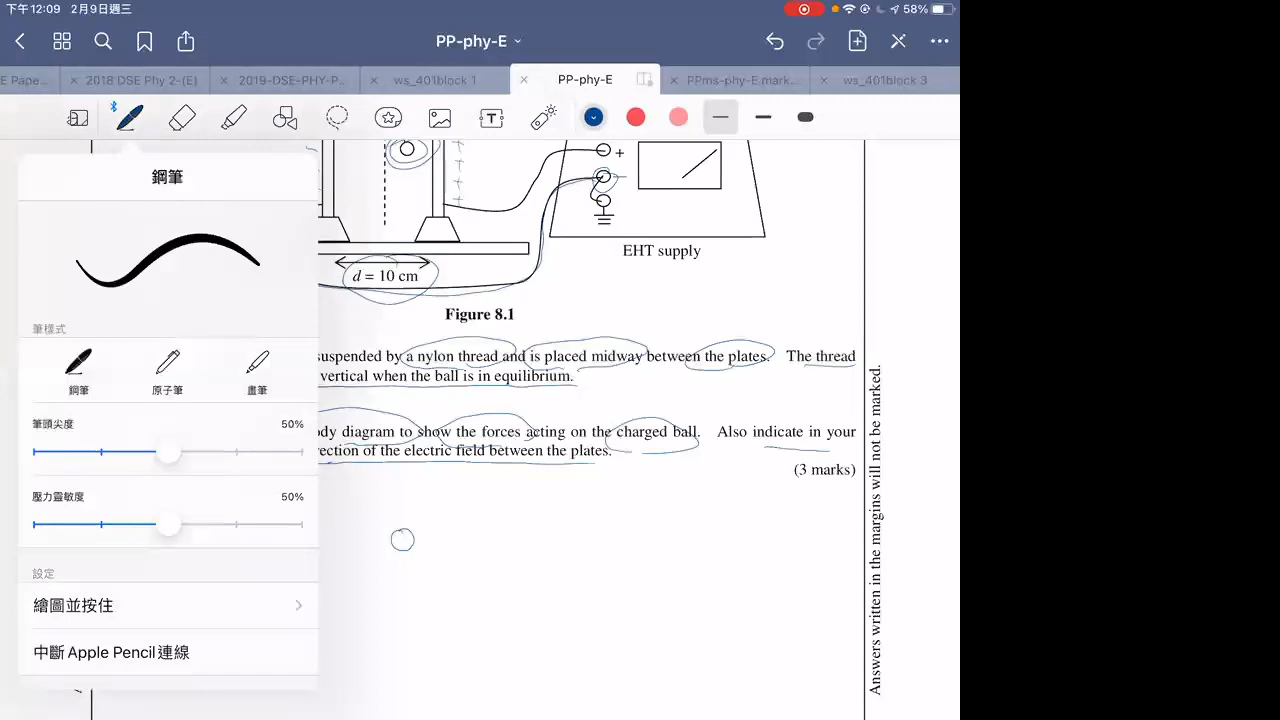 下午12:09 2月9日週三
58%
PP-phy-E
E Pape...
2018 DSE Phy 2-(E)
2019-DSE-PHY-P...
ws_401block 1
PP-phy-E
PPms-phy-E mark...
ws_401block 3
鋼筆
筆樣式
鋼筆
原子筆
畫筆
筆頭尖度 50%
壓力靈敏度 50%
設定
繪圖並按住
中斷 Apple Pencil 連線
+
−
EHT supply
d = 10 cm
Figure 8.1
suspended by a nylon thread and is placed midway between the plates. The thread
vertical when the ball is in equilibrium.
ody diagram to show the forces acting on the charged ball. Also indicate in your
rection of the electric field between the plates.
(3 marks)
Answers written in the margins will not be marked.